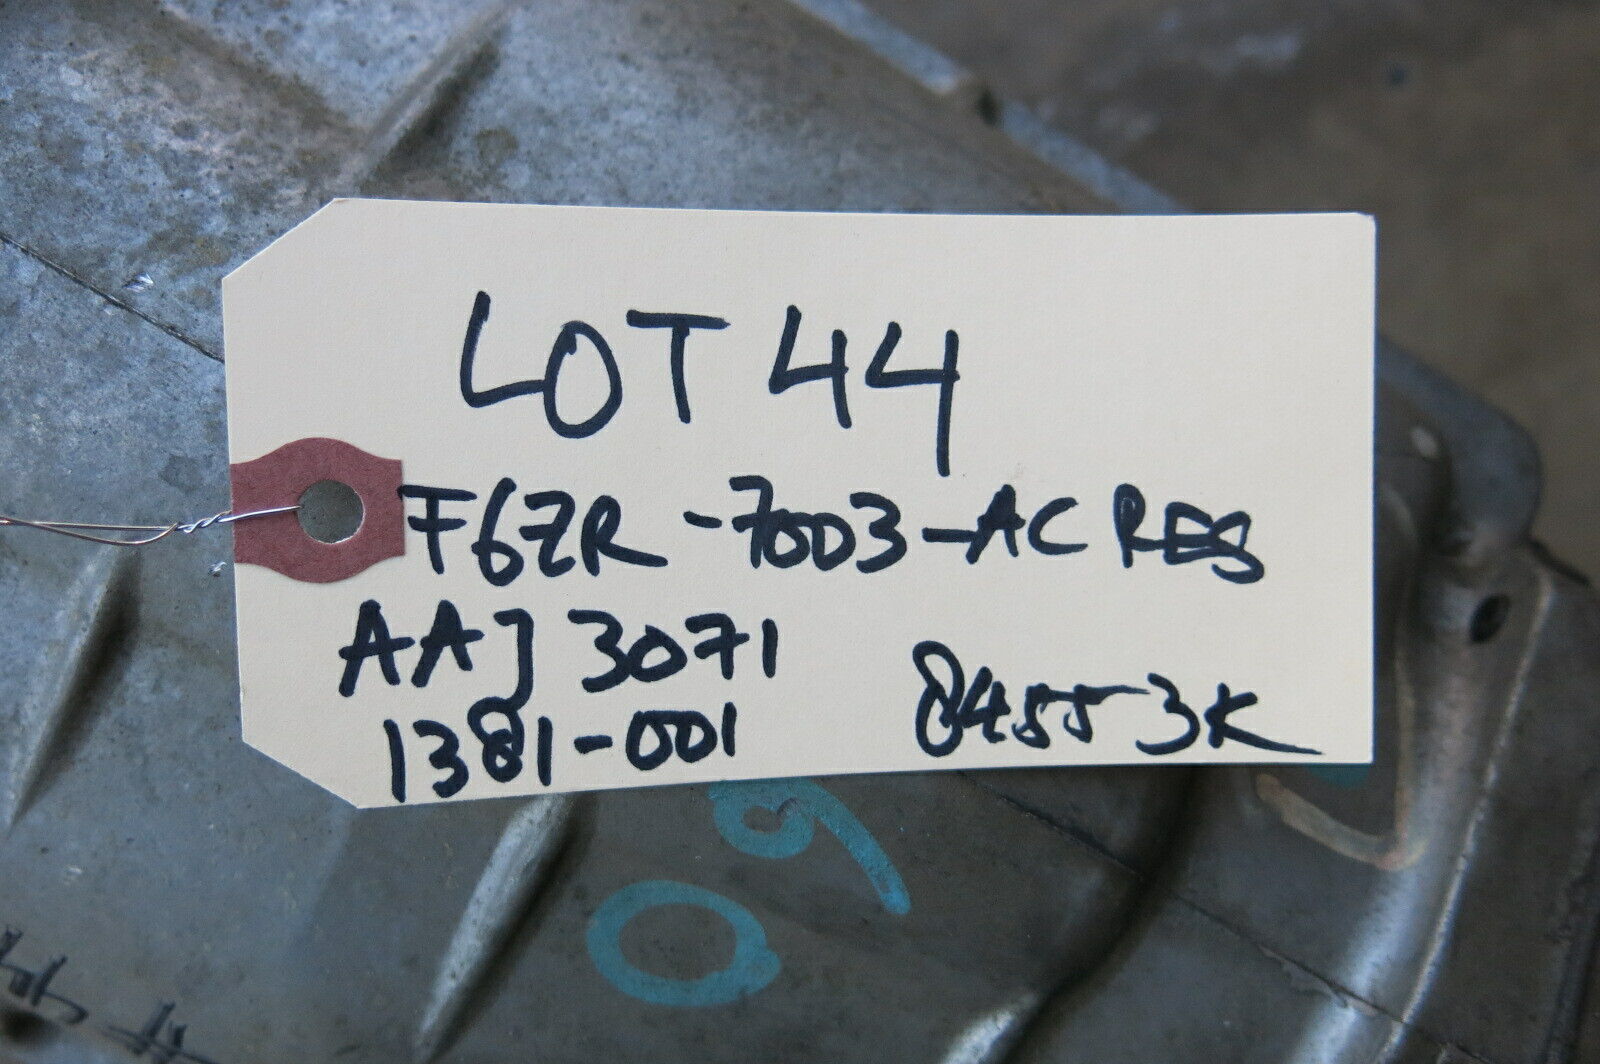 LOT 44
F6ZR-7003-AC RES
AAJ 3071
1381-001 84553K